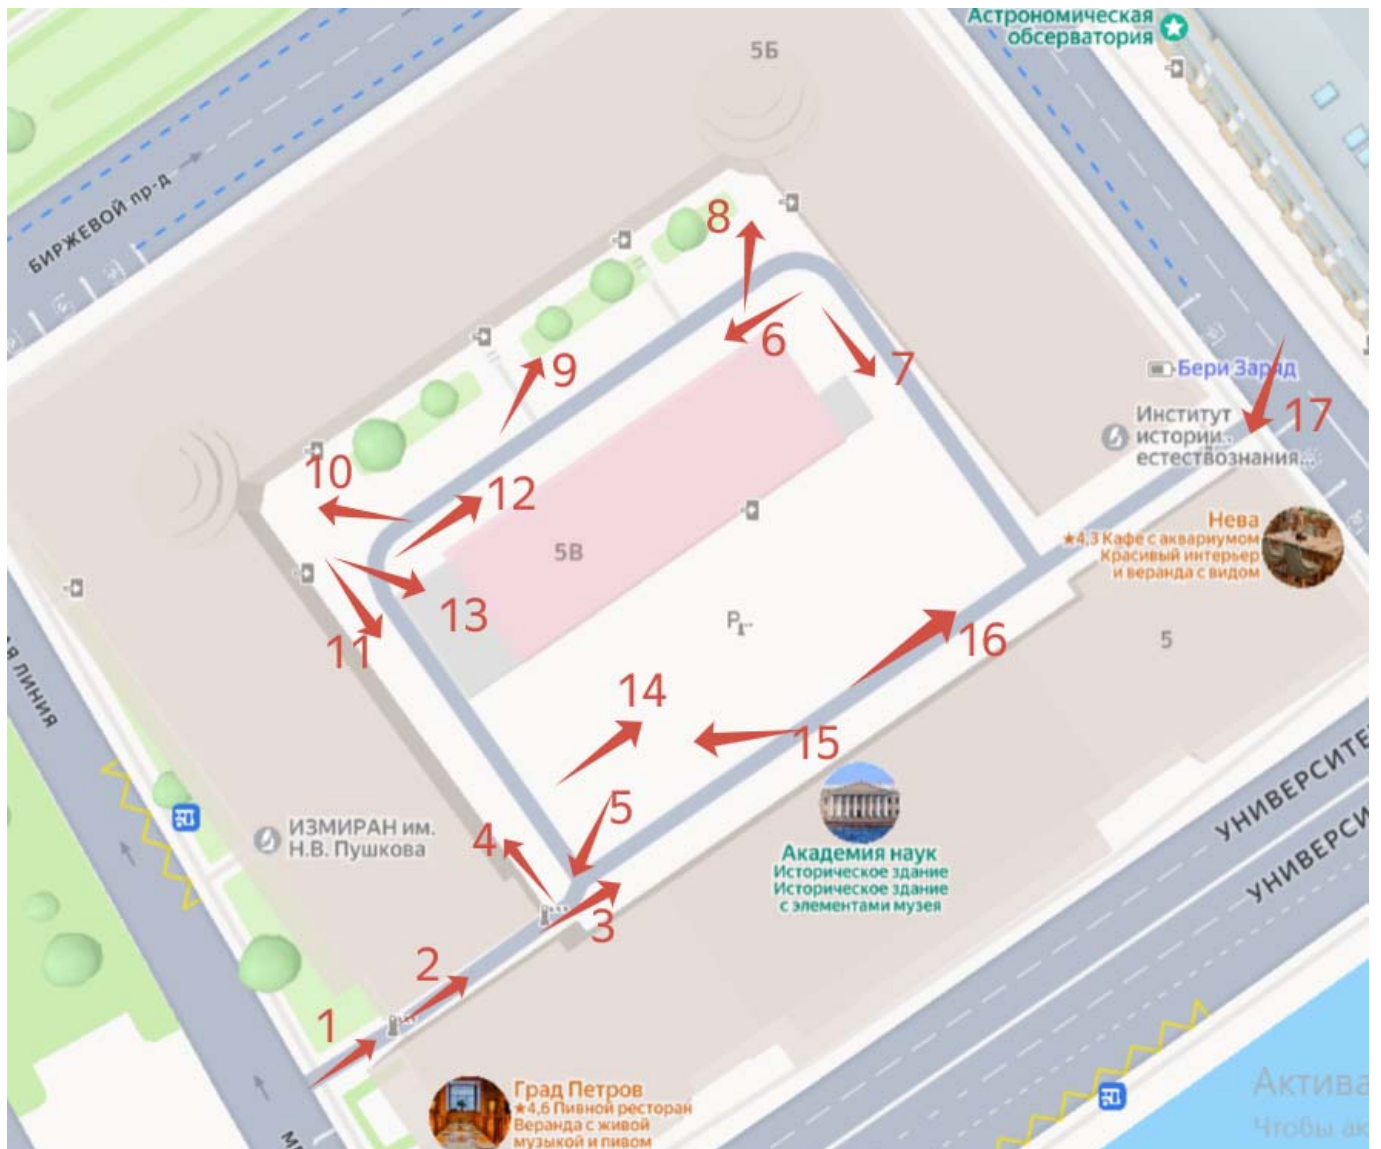 Астрономическая
обсерватория
5Б
БИРЖЕВОЙ пр-д
8
6
7
9
Бери Заряд
17
Институт
истории..
естествознания...
10
12
Нева
★4,3 Кафе с аквариумом
Красивый интерьер
и веранда с видом
5В
13
11
P...
16
5
14
15
УНИВЕРСИТЕ
УНИВЕРСИ
5
4
ИЗМИРАН им.
Н.В. Пушкова
Академия наук
Историческое здание
Историческое здание
с элементами музея
3
2
1
ЛИНИЯ
Град Петров
★4,6 Пивной ресторан
Веранда с живой
музыкой и пивом
Актива
Чтобы ак